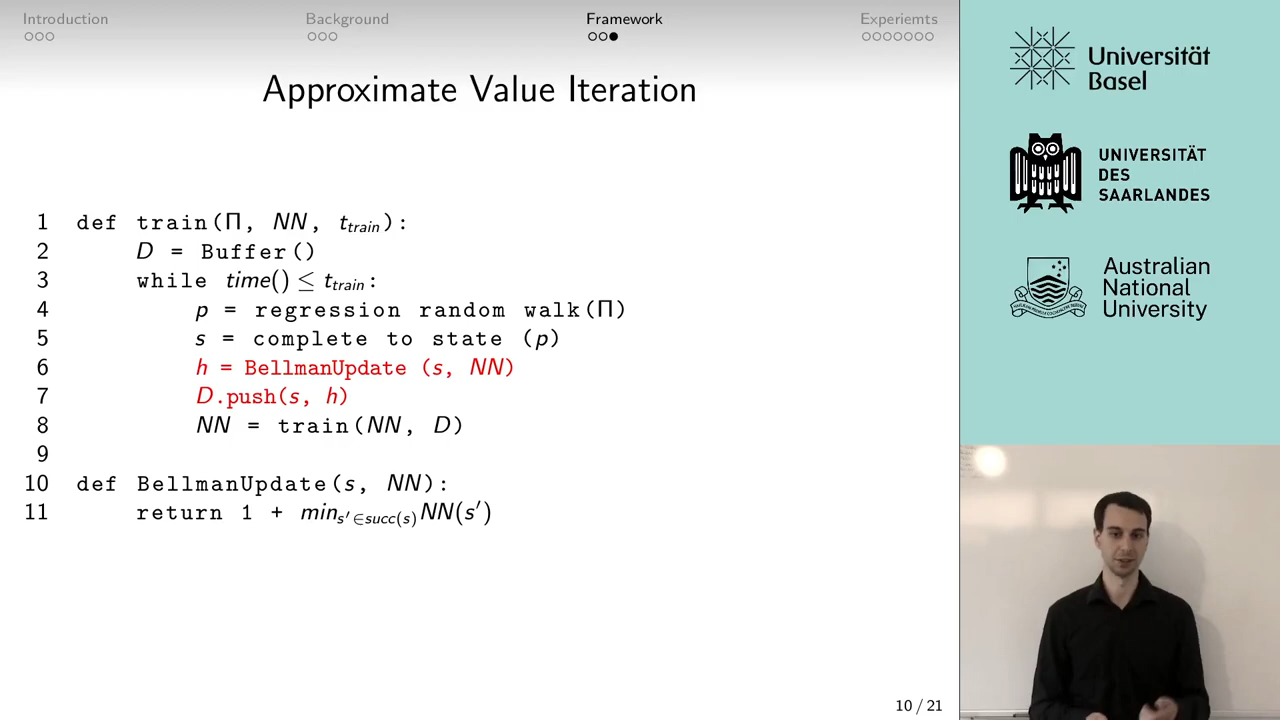 Introduction
Background
Framework
Experiemts
Approximate Value Iteration
1 def train(Π, NN, t_train):
2 D = Buffer()
3 while time() ≤ t_train:
4 p = regression random walk(Π)
5 s = complete to state (p)
6 h = BellmanUpdate (s, NN)
7 D.push(s, h)
8 NN = train(NN, D)
9
10 def BellmanUpdate(s, NN):
11 return 1 + min_{s′∈succ(s)} NN(s′)
10 / 21
Universität
Basel
UNIVERSITÄT
DES
SAARLANDES
Australian
National
University